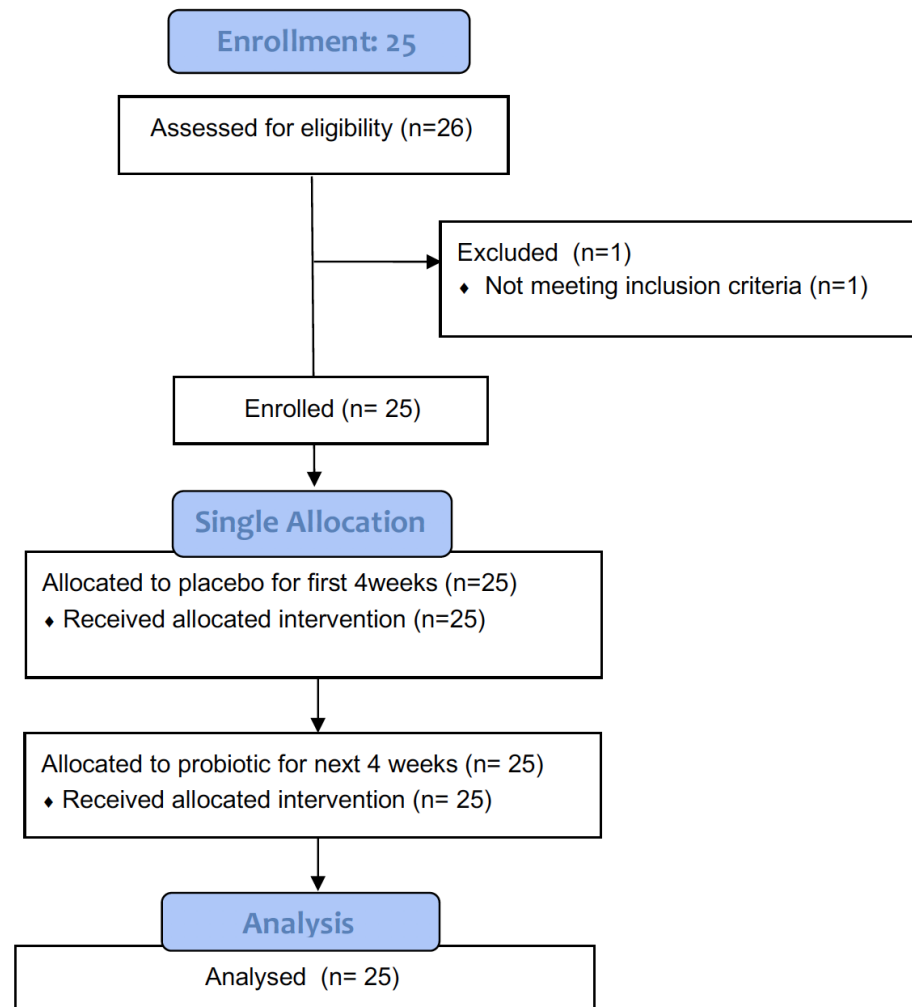 Enrollment: 25
Assessed for eligibility (n=26)
Excluded  (n=1)
♦ Not meeting inclusion criteria (n=1)
Enrolled (n= 25)
Single Allocation
Allocated to placebo for first 4weeks (n=25)
♦ Received allocated intervention (n=25)
Allocated to probiotic for next 4 weeks (n= 25)
♦ Received allocated intervention (n= 25)
Analysis
Analysed  (n= 25)